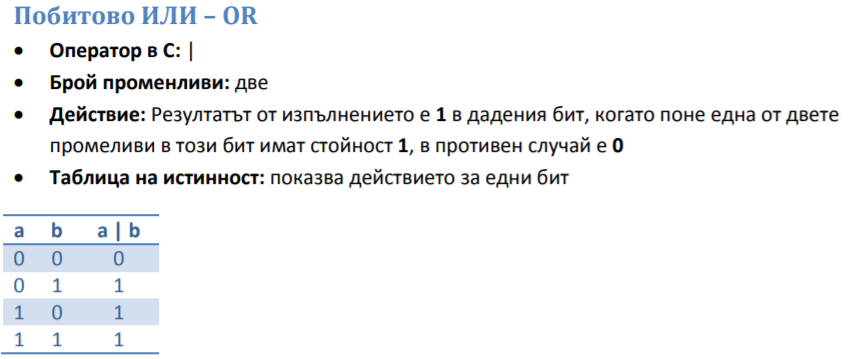 Побитово ИЛИ – OR
• Оператор в C: |
• Брой променливи: две
• Действие: Резултатът от изпълнението е 1 в дадения бит, когато поне една от двете
промеливи в този бит имат стойност 1, в противен случай е 0
• Таблица на истинност: показва действието за едни бит
a b a | b
0 0 0
0 1 1
1 0 1
1 1 1